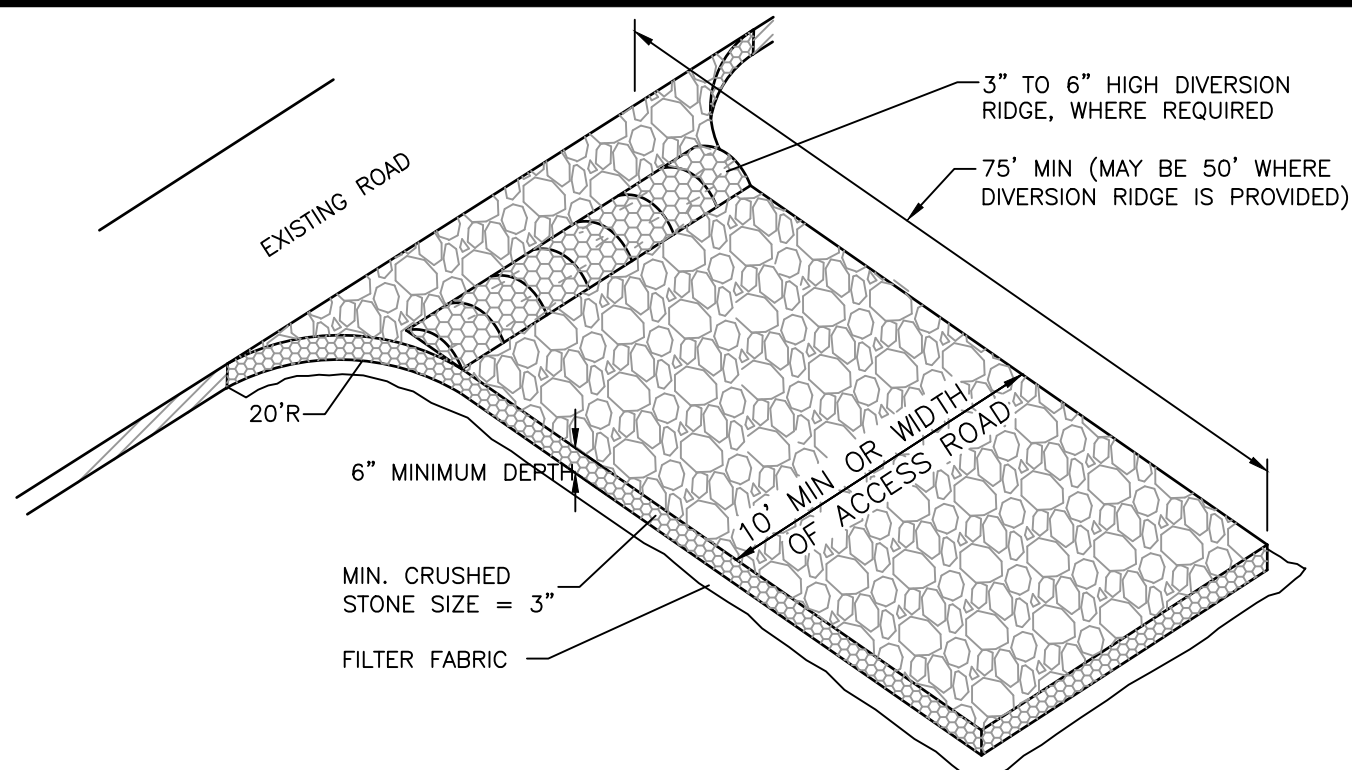 3” TO 6” HIGH DIVERSION
RIDGE, WHERE REQUIRED
75’ MIN (MAY BE 50’ WHERE
DIVERSION RIDGE IS PROVIDED)
EXISTING ROAD
20’R
6” MINIMUM DEPTH
10’ MIN OR WIDTH
OF ACCESS ROAD
MIN. CRUSHED
STONE SIZE = 3”
FILTER FABRIC